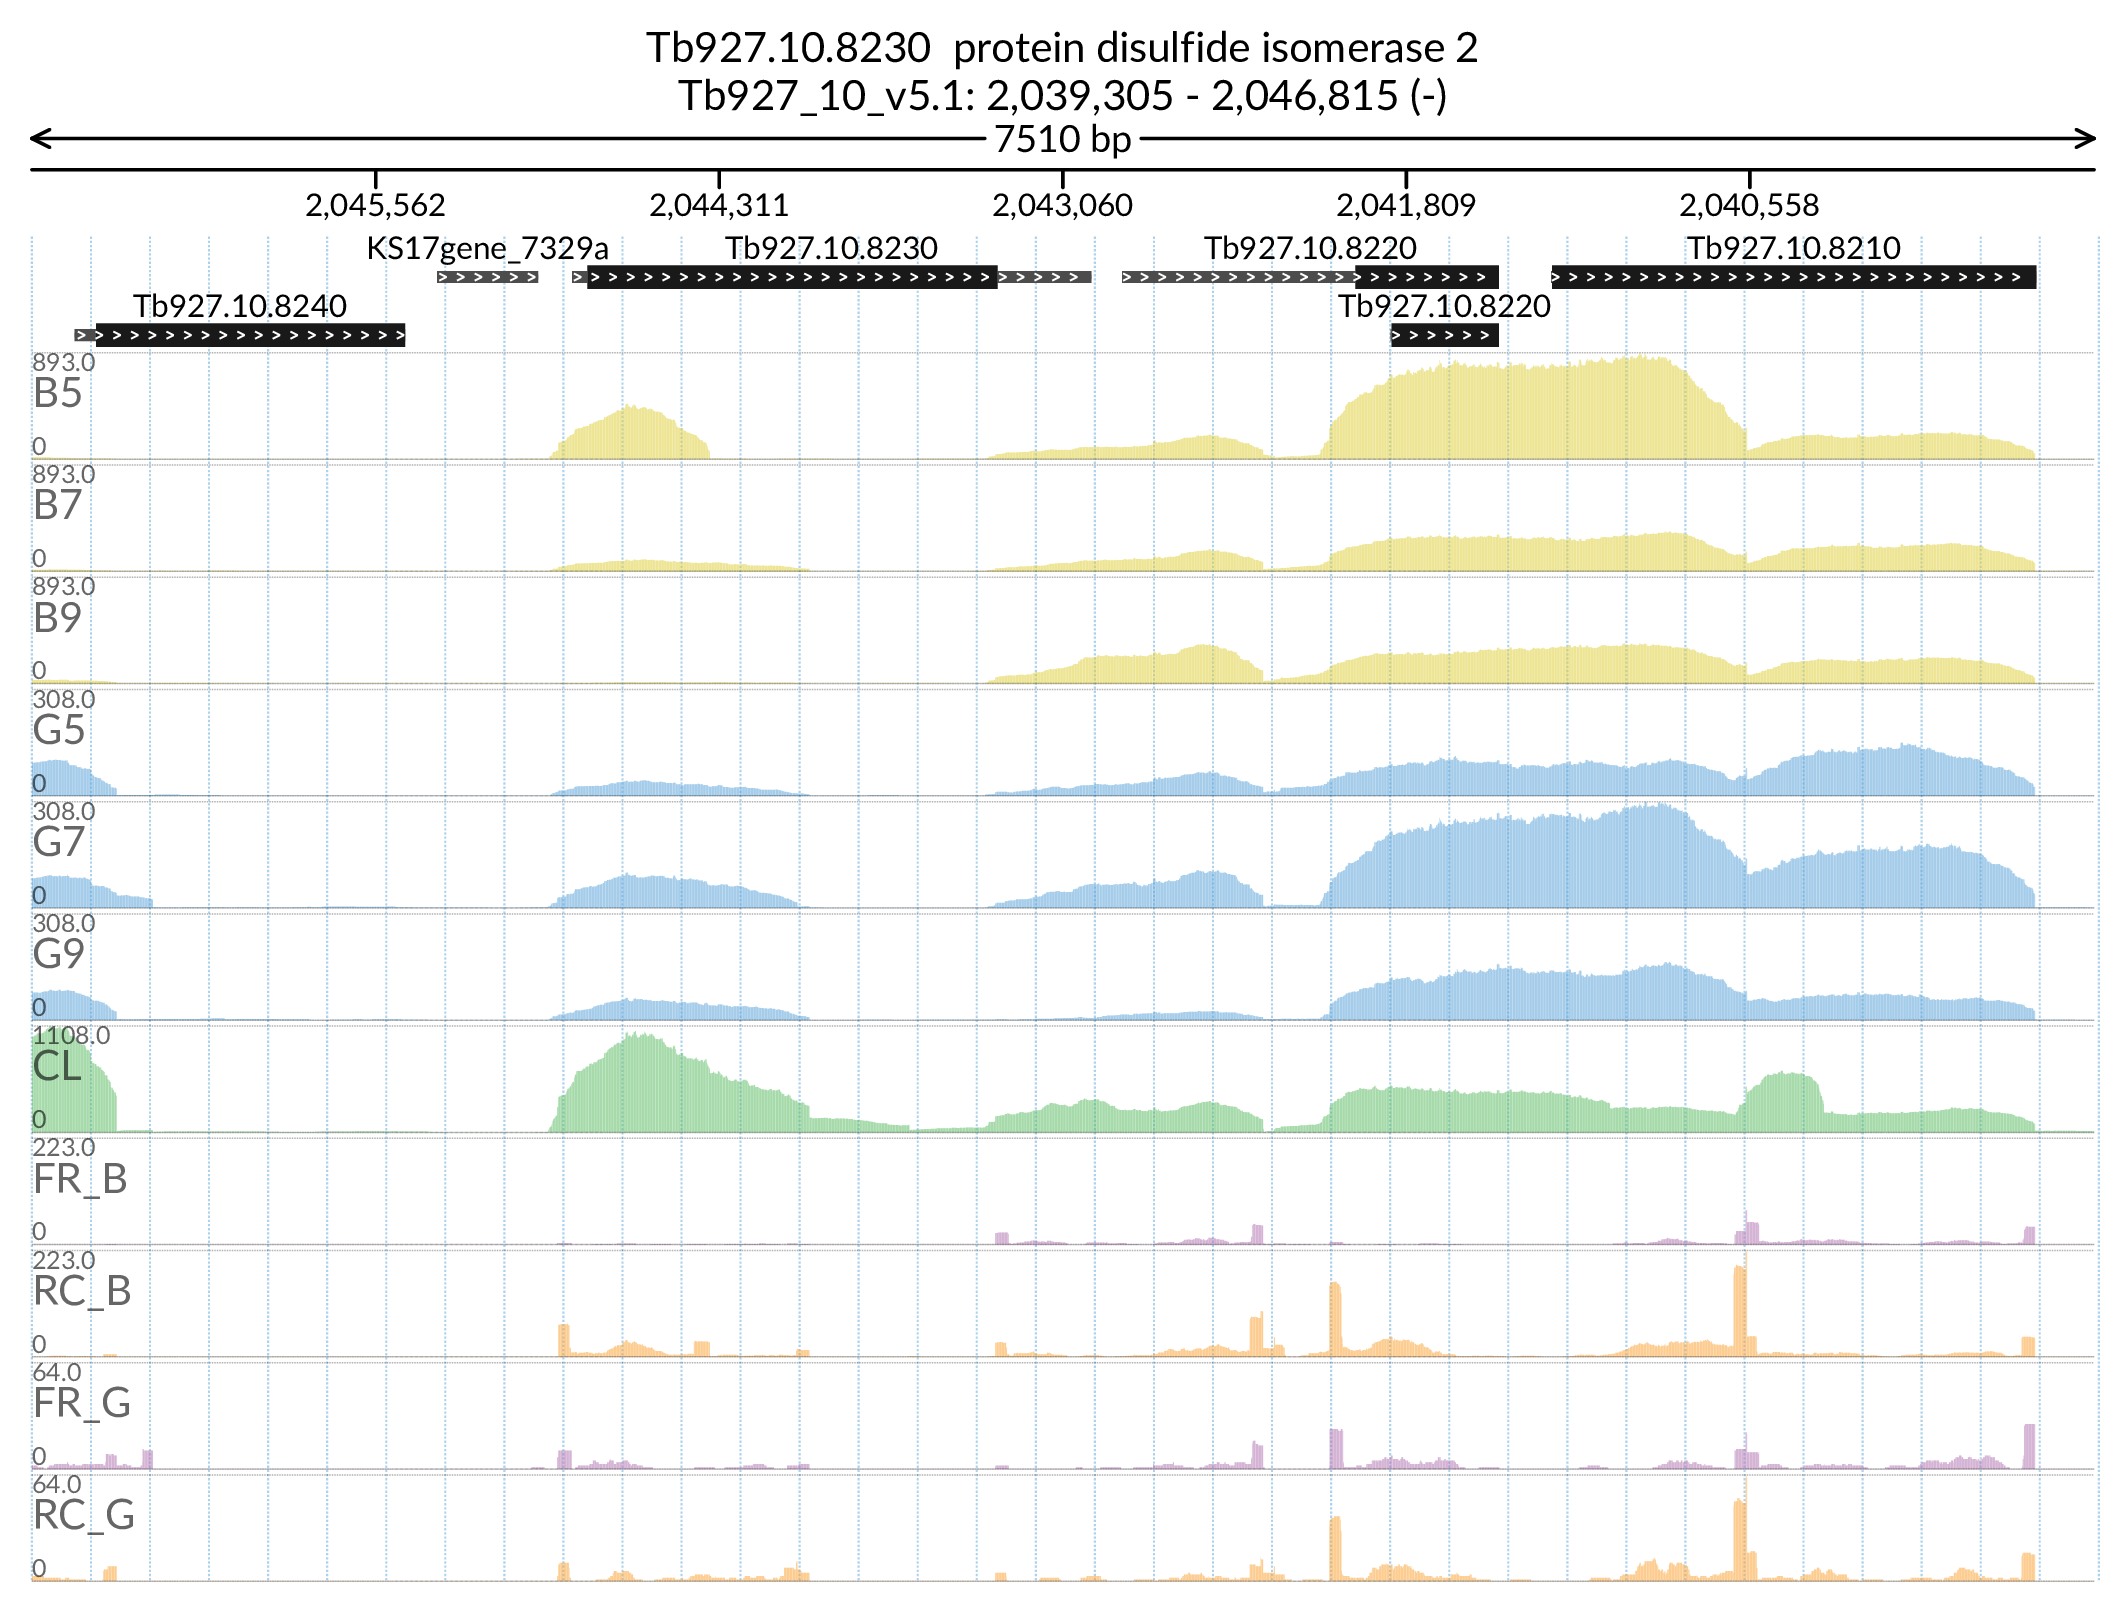 Tb927.10.8230  protein disulfide isomerase 2
Tb927_10_v5.1: 2,039,305 - 2,046,815 (-)
7510 bp
2,045,562 2,044,311 2,043,060 2,041,809 2,040,558
KS17gene_7329a Tb927.10.8230 Tb927.10.8220 Tb927.10.8210
Tb927.10.8240 Tb927.10.8220
893.0
B5
0
893.0
B7
0
893.0
B9
0
308.0
G5
0
308.0
G7
0
308.0
G9
0
1108.0
CL
0
223.0
FR_B
0
223.0
RC_B
0
64.0
FR_G
0
64.0
RC_G
0